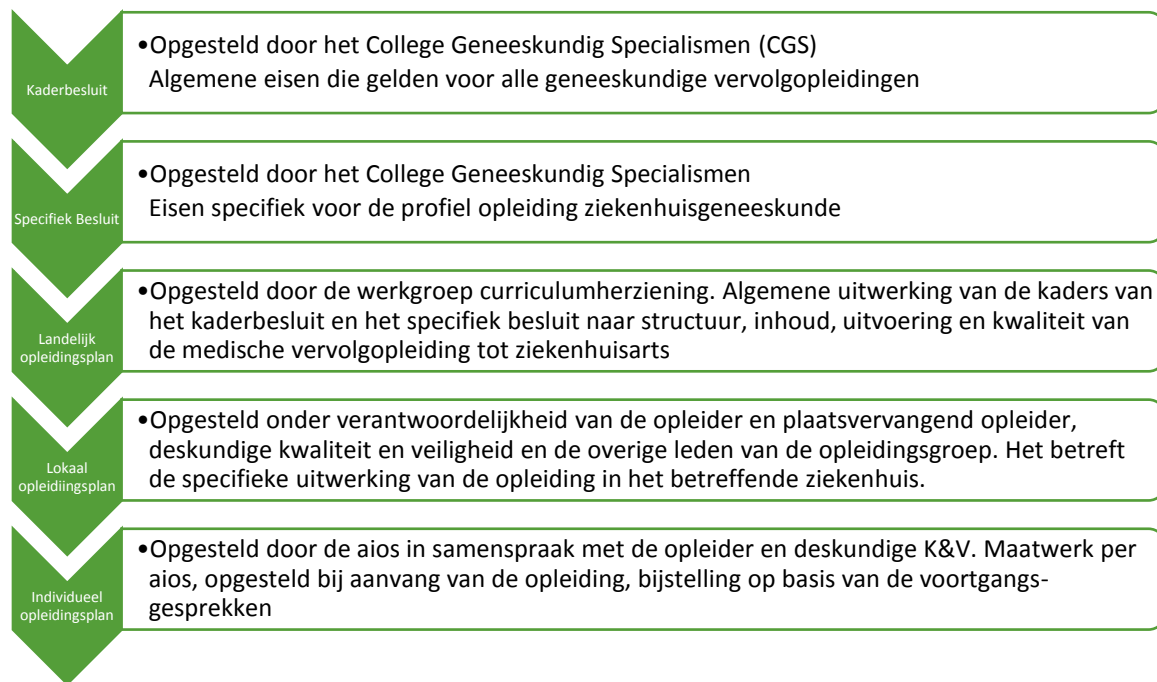 Kaderbesluit
•Opgesteld door het College Geneeskundig Specialismen (CGS)
Algemene eisen die gelden voor alle geneeskundige vervolgopleidingen
Specifiek Besluit
•Opgesteld door het College Geneeskundig Specialismen
Eisen specifiek voor de profiel opleiding ziekenhuisgeneeskunde
Landelijk
opleidingsplan
•Opgesteld door de werkgroep curriculumherziening. Algemene uitwerking van de kaders van
het kaderbesluit en het specifiek besluit naar structuur, inhoud, uitvoering en kwaliteit van
de medische vervolgopleiding tot ziekenhuisarts
Lokaal
opleidiingsplan
•Opgesteld onder verantwoordelijkheid van de opleider en plaatsvervangend opleider,
deskundige kwaliteit en veiligheid en de overige leden van de opleidingsgroep. Het betreft
de specifieke uitwerking van de opleiding in het betreffende ziekenhuis.
Individueel
opleidingsplan
•Opgesteld door de aios in samenspraak met de opleider en deskundige K&V. Maatwerk per
aios, opgesteld bij aanvang van de opleiding, bijstelling op basis van de voortgangs-
gesprekken